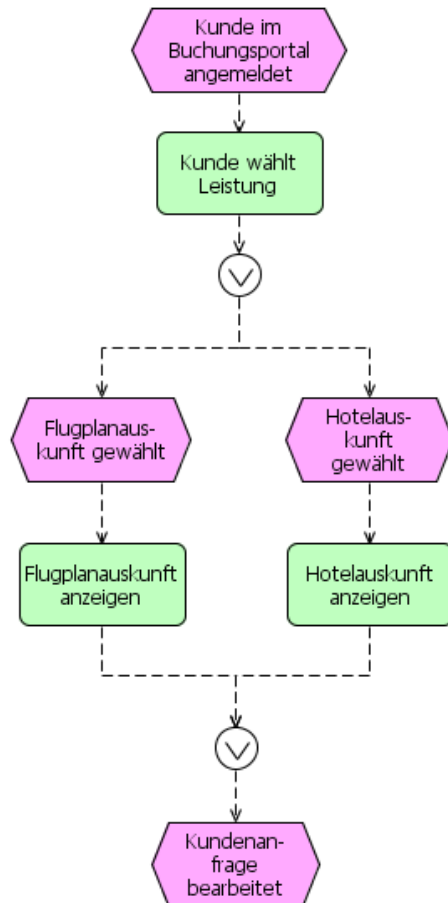 Kunde im
Buchungsportal
angemeldet
Kunde wählt
Leistung
Flugplanaus-
kunft gewählt
Hotelaus-
kunft
gewählt
Flugplanauskunft
anzeigen
Hotelauskunft
anzeigen
Kundenan-
frage
bearbeitet